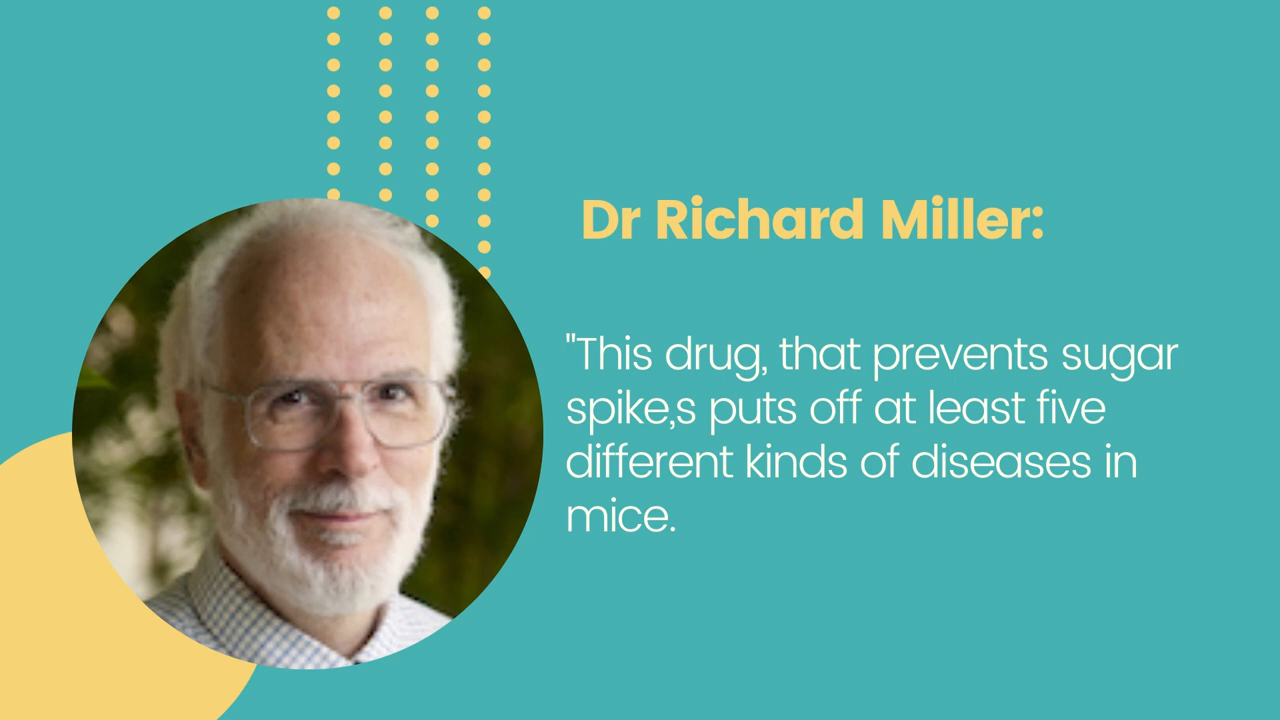 Dr Richard Miller:
"This drug, that prevents sugar
spike,s puts off at least five
different kinds of diseases in
mice.